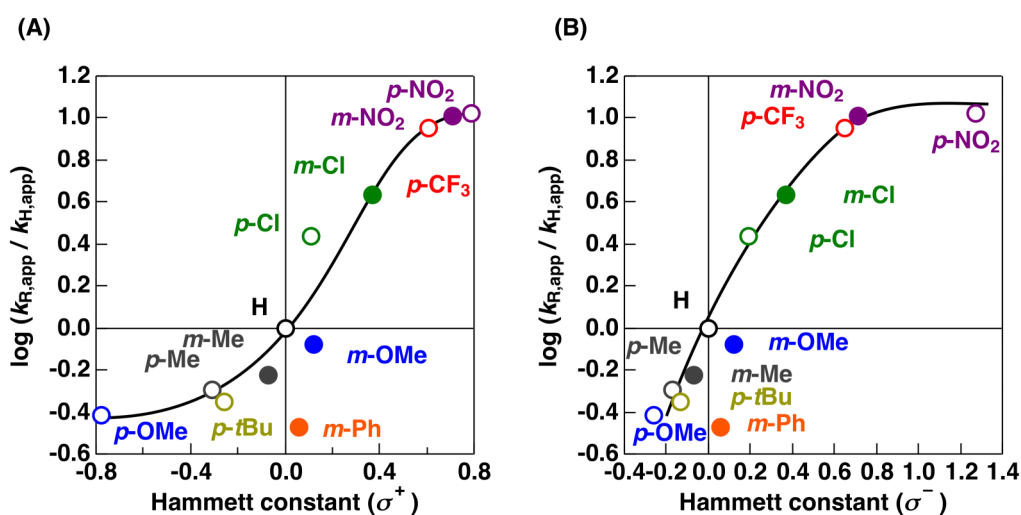 (A)
1.2
1.0
0.8
0.6
0.4
0.2
0.0
-0.2
-0.4
-0.6
-0.8
-0.4
0.0
0.4
0.8
log (kR,app / kH,app)
Hammett constant (σ+)
p-NO2
m-NO2
m-Cl
p-CF3
p-Cl
H
m-Me
p-Me
m-OMe
p-OMe
p-tBu
m-Ph
(B)
1.2
1.0
0.8
0.6
0.4
0.2
0.0
-0.2
-0.4
-0.6
-0.4
0.0
0.2
0.4
0.6
0.8
1.0
1.2
1.4
log (kR,app / kH,app)
Hammett constant (σ−)
m-NO2
p-CF3
p-NO2
m-Cl
p-Cl
H
p-Me
m-OMe
m-Me
p-tBu
p-OMe
m-Ph